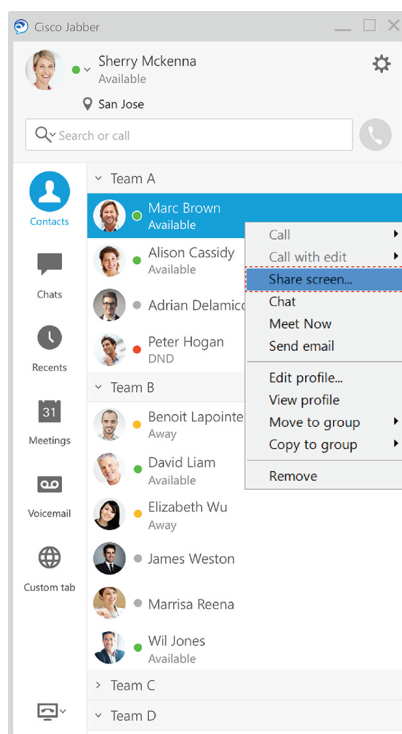 Cisco Jabber
Sherry Mckenna
Available
San Jose
Search or call
Contacts
Chats
Recents
31
Meetings
Voicemail
Custom tab
Team A
Marc Brown
Available
Alison Cassidy
Available
Adrian
Peter Hogan
DND
Team B
Benoit Lapointe
Away
David Liam
Available
Elizabeth Wu
Away
James Weston
Marrisa Reena
Wil Jones
Available
Team C
Team D
Call
Call with edit
Share screen...
Chat
Meet Now
Send email
Edit profile...
View profile
Move to group
Copy to group
Remove